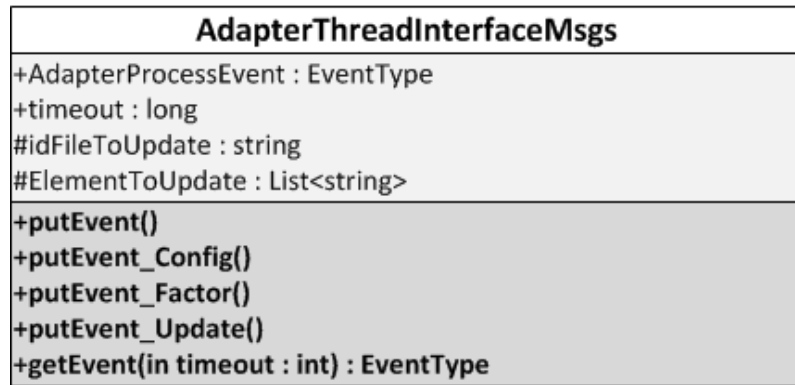 AdapterThreadInterfaceMsgs
+AdapterProcessEvent : EventType
+timeout : long
#idFileToUpdate : string
#ElementToUpdate : List<string>
+putEvent()
+putEvent_Config()
+putEvent_Factor()
+putEvent_Update()
+getEvent(in timeout : int) : EventType